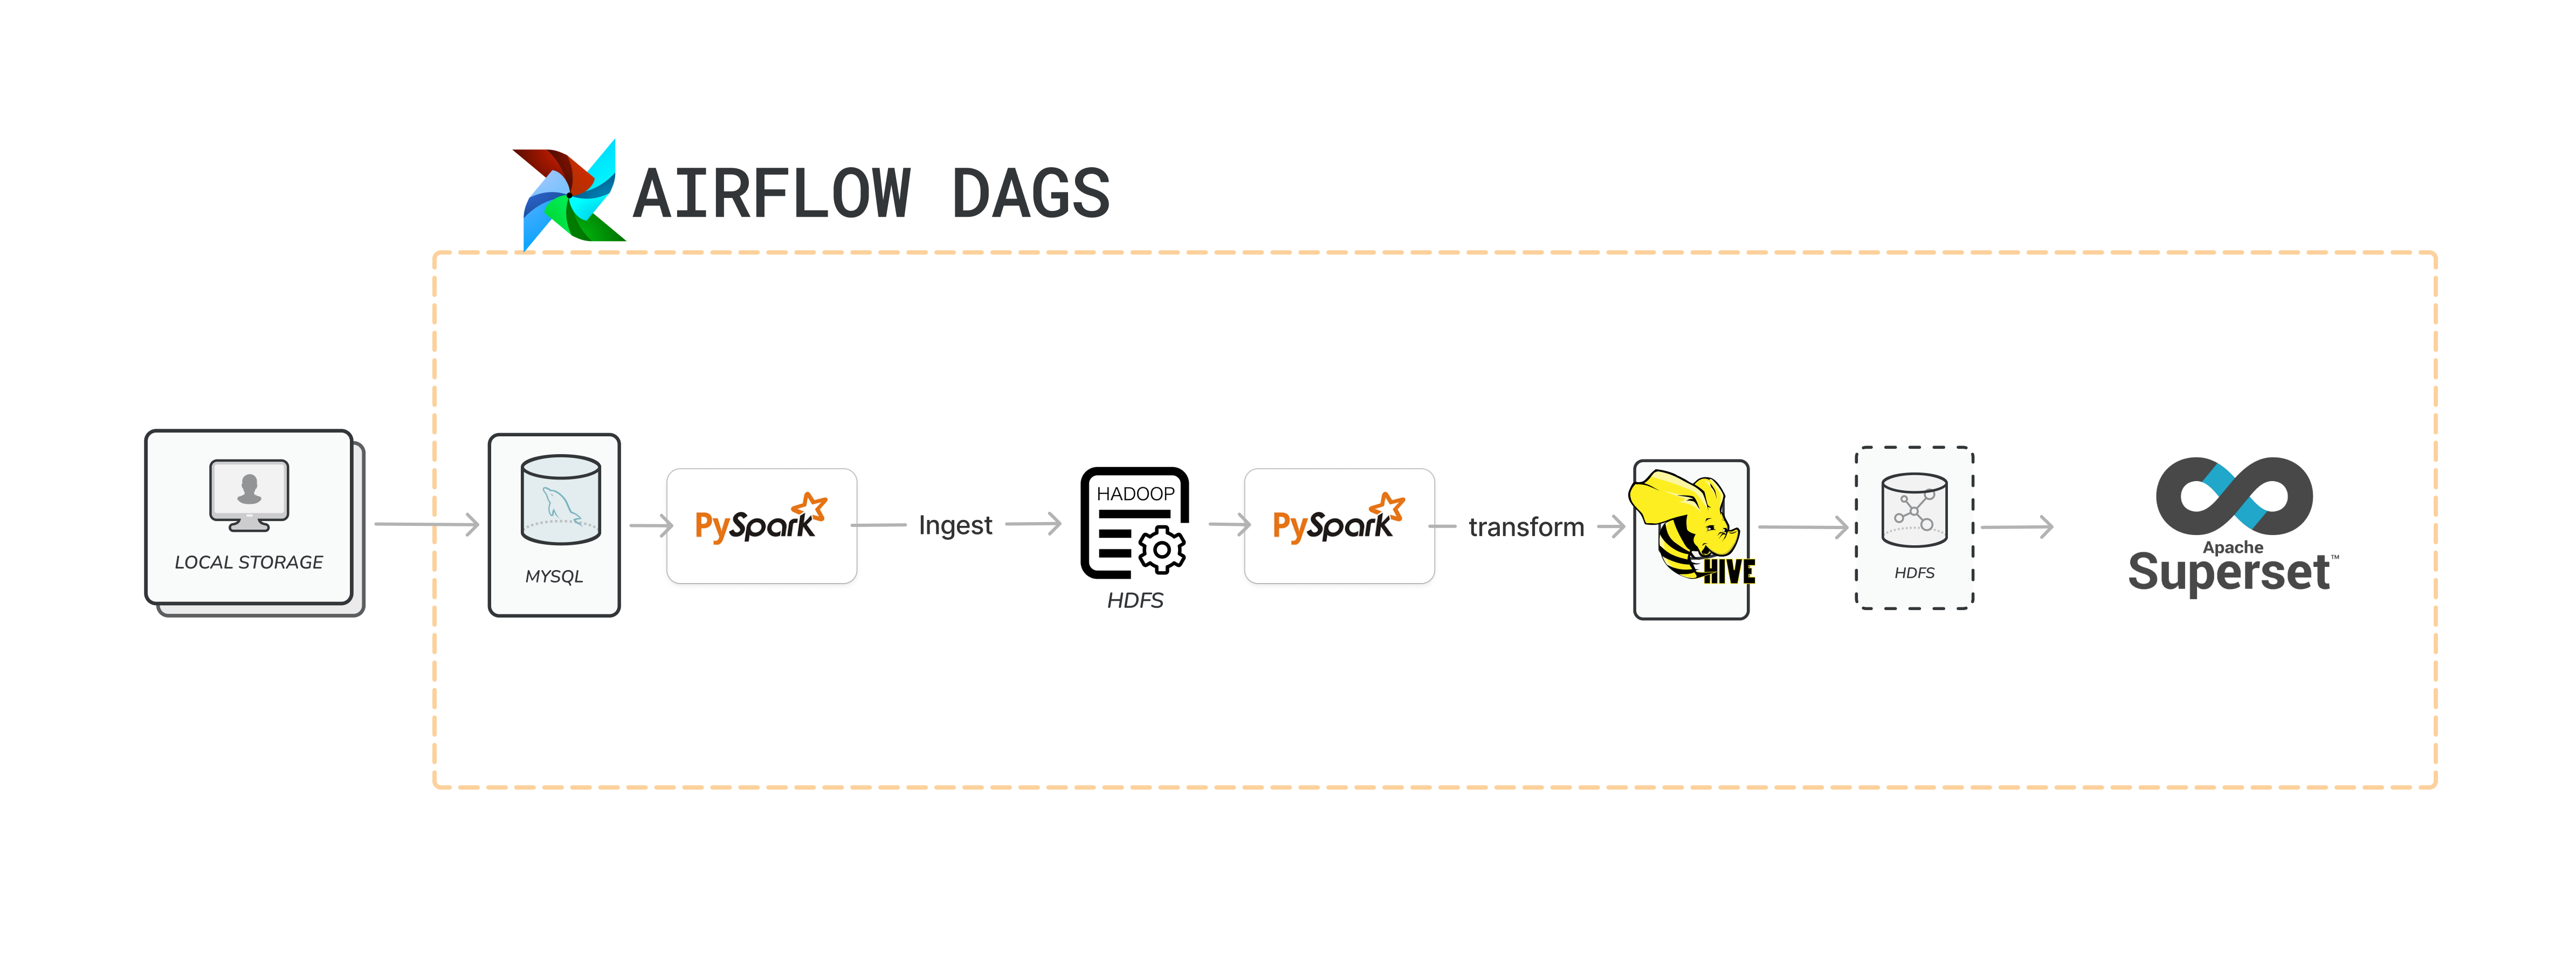 AIRFLOW DAGS
LOCAL STORAGE
MYSQL
PySpark
Ingest
HADOOP
HDFS
PySpark
transform
HIVE
HDFS
Apache
Superset™